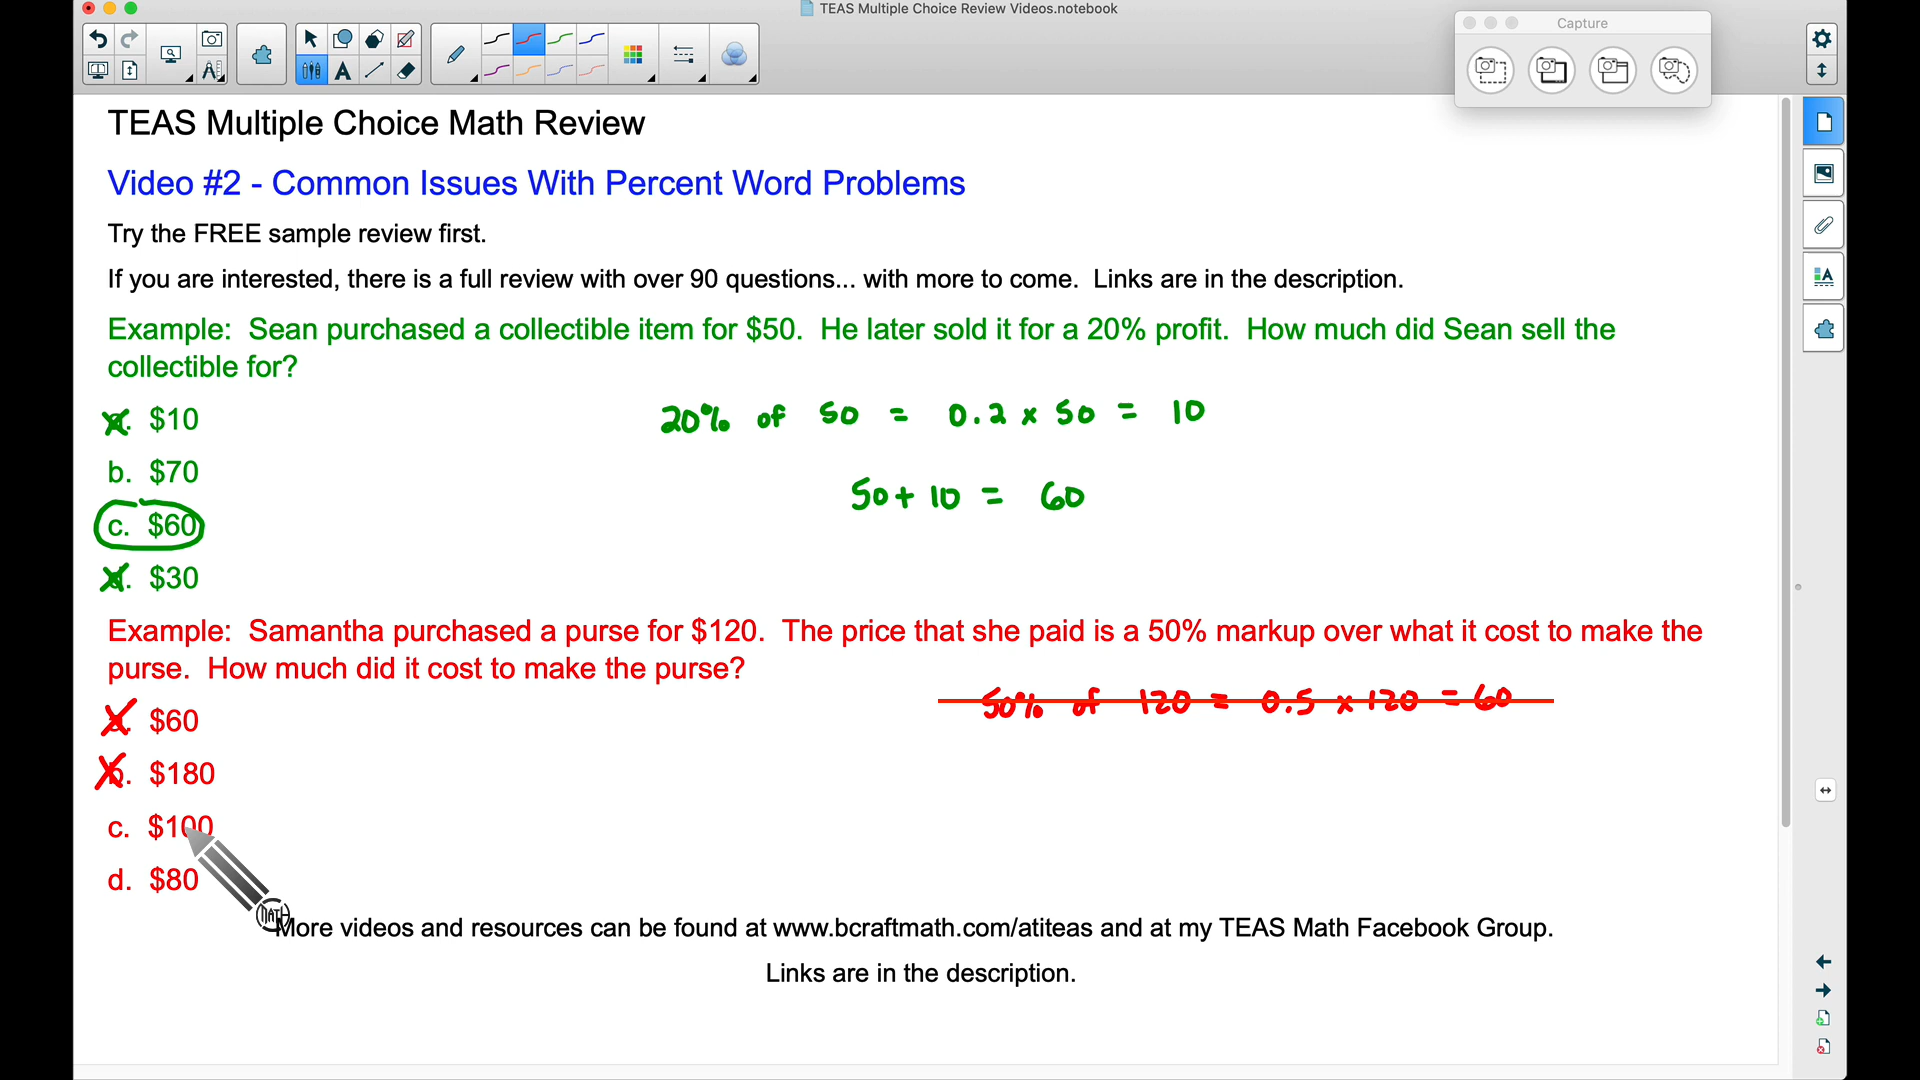 TEAS Multiple Choice Review Videos.notebook
Capture
TEAS Multiple Choice Math Review
Video #2 - Common Issues With Percent Word Problems
Try the FREE sample review first.
If you are interested, there is a full review with over 90 questions... with more to come.  Links are in the description.
Example:  Sean purchased a collectible item for $50.  He later sold it for a 20% profit.  How much did Sean sell the
collectible for?
a. $10
20% of 50 = 0.2 x 50 = 10
b. $70
50 + 10 = 60
c. $60
d. $30
Example:  Samantha purchased a purse for $120.  The price that she paid is a 50% markup over what it cost to make the
purse.  How much did it cost to make the purse?
50% of 120 = 0.5 x 120 = 60
a. $60
b. $180
c. $100
d. $80
MATH
More videos and resources can be found at www.bcraftmath.com/atiteas and at my TEAS Math Facebook Group.
Links are in the description.